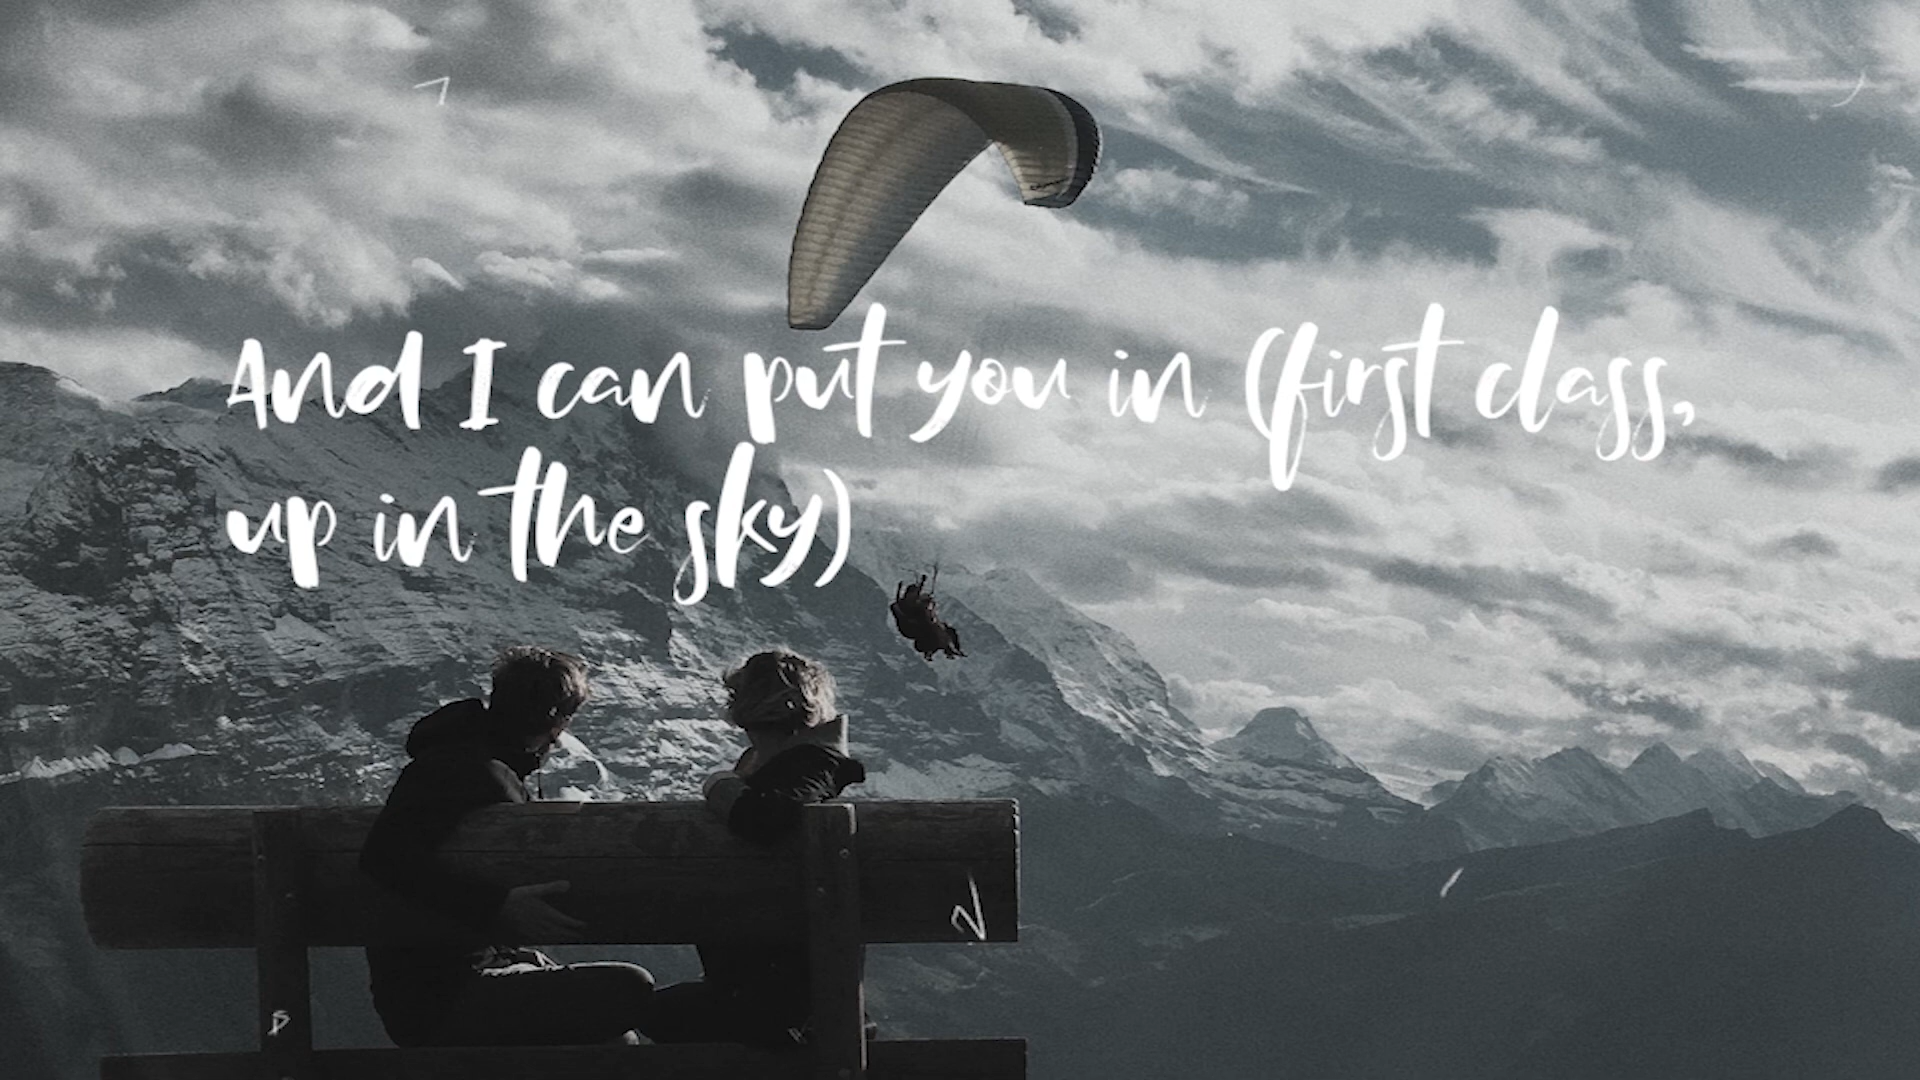 And I can put you in (first class,
up in the sky)